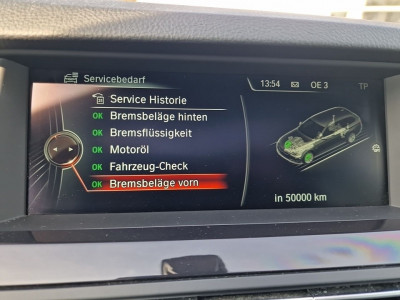 Servicebedarf
13:54 OE 3 TP
Service Historie
OK Bremsbeläge hinten
OK Bremsflüssigkeit
OK Motoröl
OK Fahrzeug-Check
OK Bremsbeläge vorn
in 50000 km